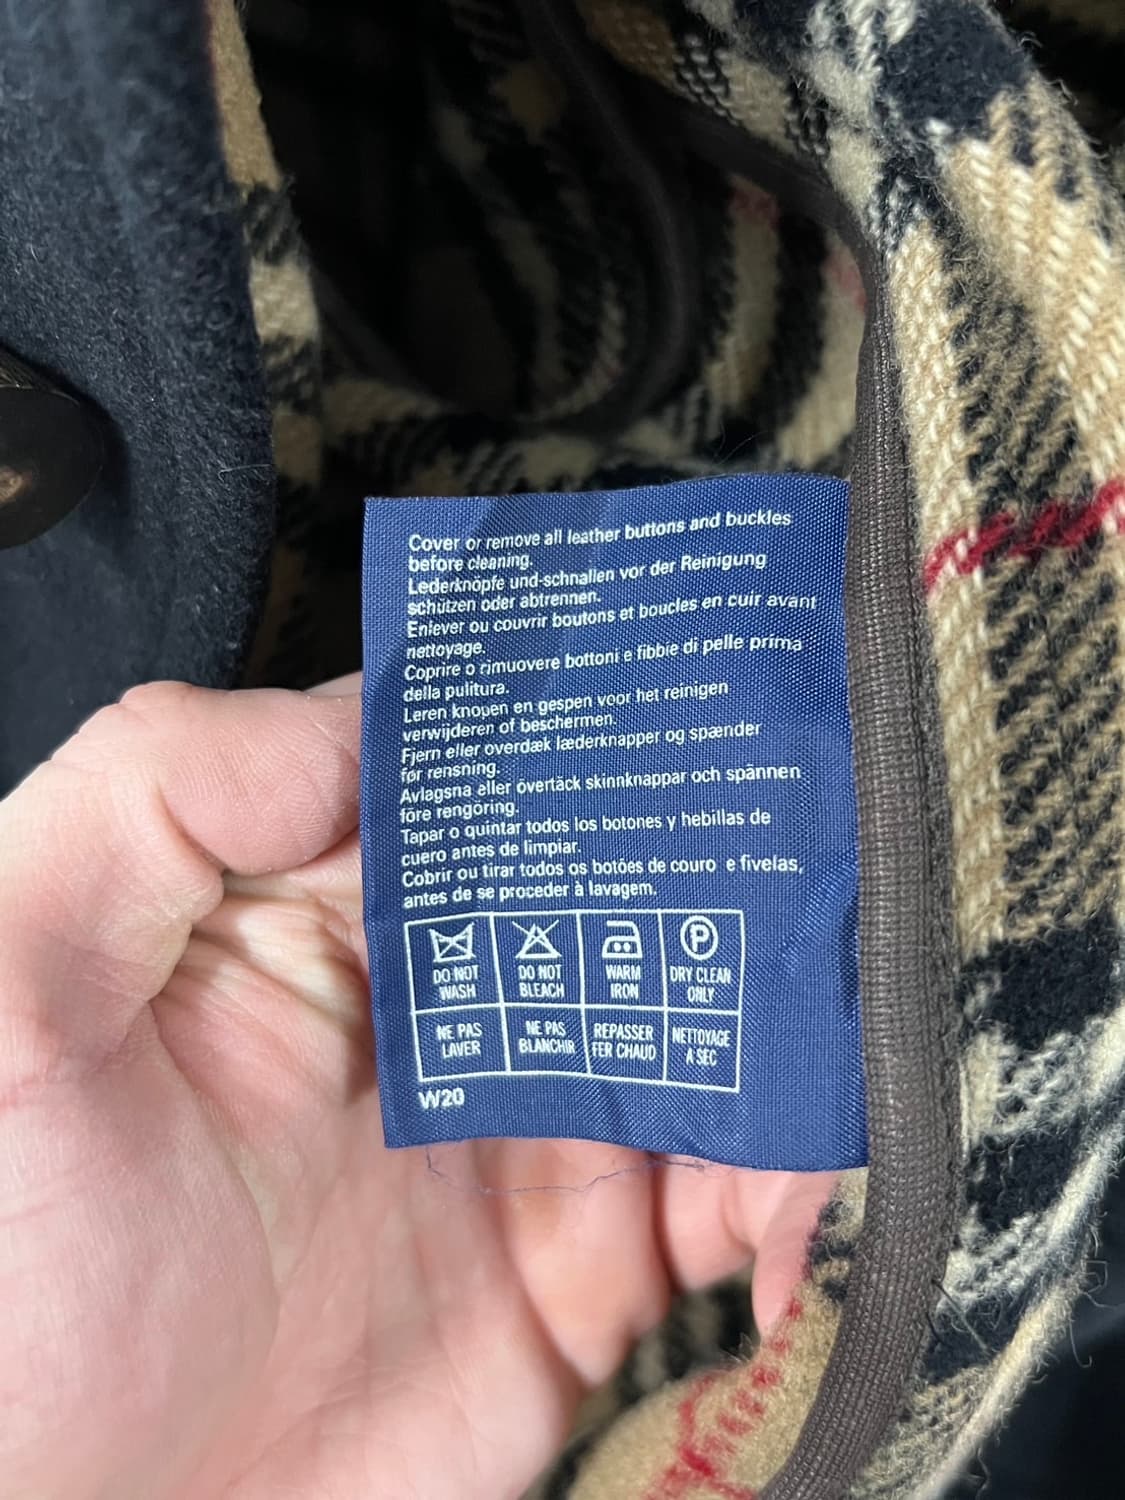 Cover or remove all leather buttons and buckles
before cleaning.
Lederknöpfe und-schnallen vor der Reinigung
schützen oder abtrennen.
Enlever ou couvrir boutons et boucles en cuir avant
nettoyage.
Coprire o rimuovere bottoni e fibbie di pelle prima
della pulitura.
Leren knopen en gespen voor het reinigen
verwijderen of beschermen.
Fjern eller overdæk læderknapper og spænder
før rensning.
Avlagsna eller övertäck skinnknappar och spännen
före rengöring.
Tapar o quintar todos los botones y hebillas de
cuero antes de limpiar.
Cobrir ou tirar todos os botões de couro e fivelas,
antes de se proceder à lavagem.
P
DO NOT WASH
DO NOT BLEACH
WARM IRON
DRY CLEAN ONLY
NE PAS LAVER
NE PAS BLANCHIR
REPASSER FER CHAUD
NETTOYAGE A SEC
W20